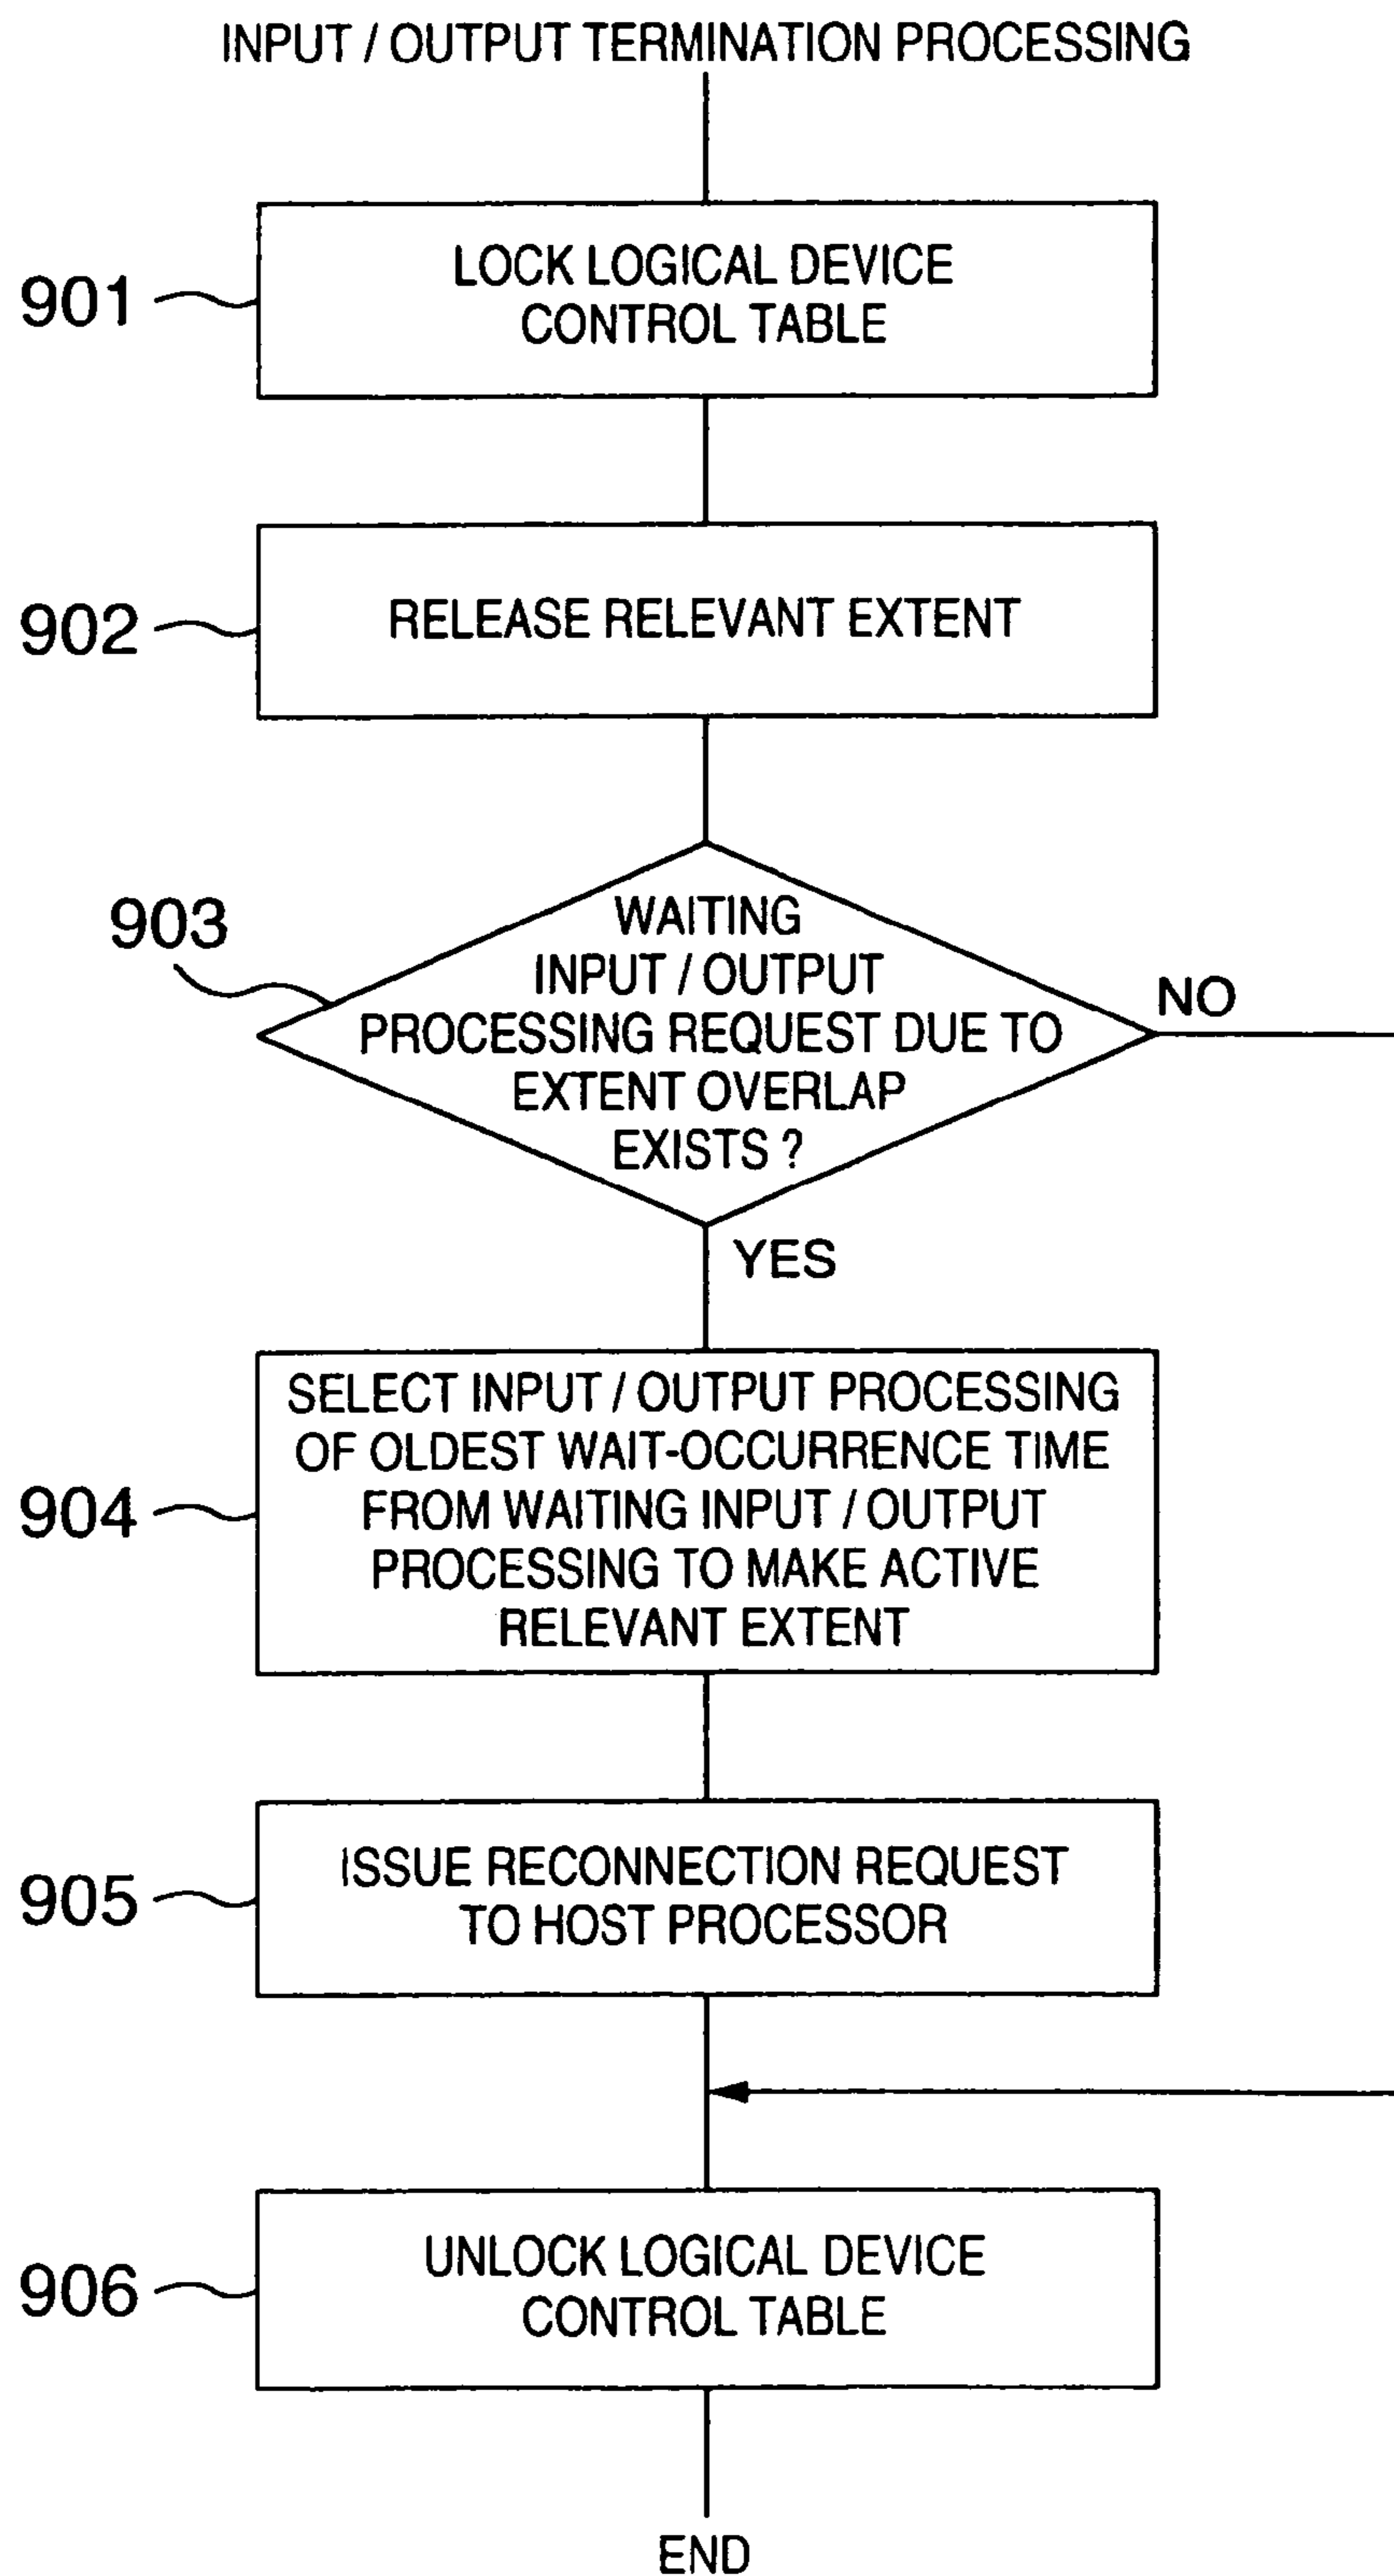 INPUT / OUTPUT TERMINATION PROCESSING
901
LOCK LOGICAL DEVICE
CONTROL TABLE
902
RELEASE RELEVANT EXTENT
903
WAITING
INPUT / OUTPUT
PROCESSING REQUEST DUE TO
EXTENT OVERLAP
EXISTS ?
NO
YES
904
SELECT INPUT / OUTPUT PROCESSING
OF OLDEST WAIT-OCCURRENCE TIME
FROM WAITING INPUT / OUTPUT
PROCESSING TO MAKE ACTIVE
RELEVANT EXTENT
905
ISSUE RECONNECTION REQUEST
TO HOST PROCESSOR
906
UNLOCK LOGICAL DEVICE
CONTROL TABLE
END